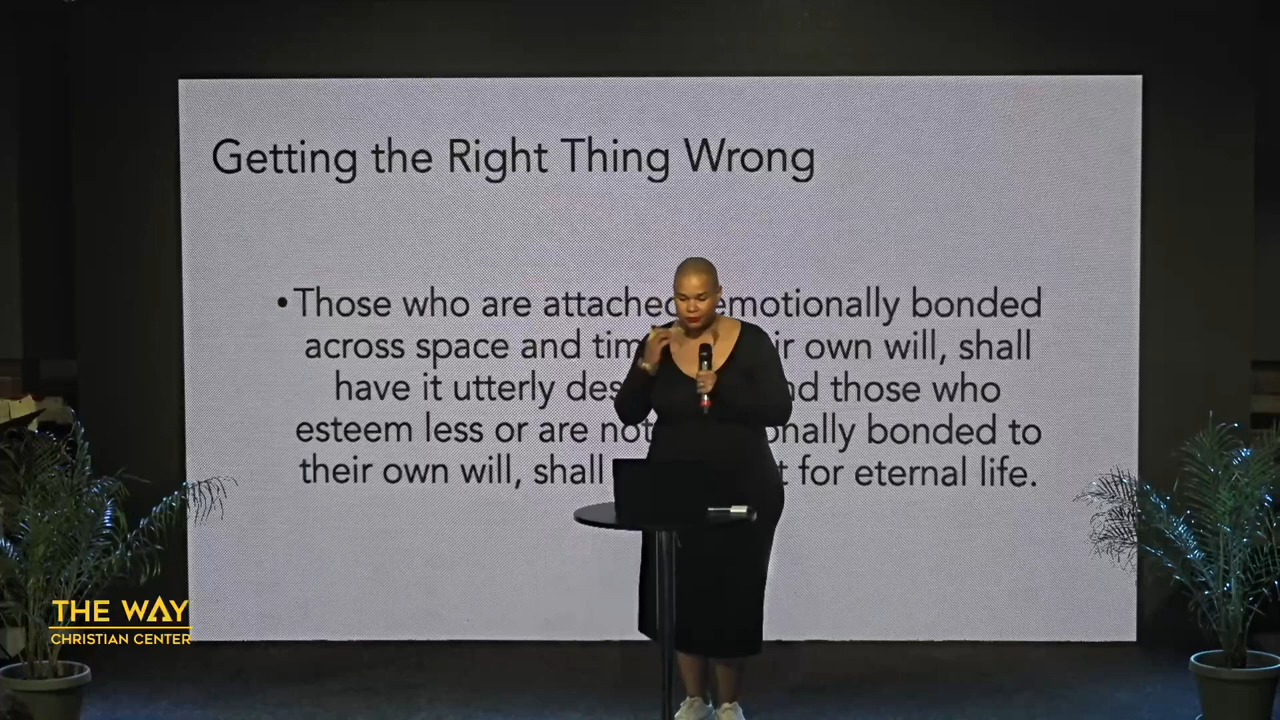 Getting the Right Thing Wrong
• Those who are attached emotionally bonded
across space and time ir own will, shall
have it utterly nd those who
esteem less or are not onally bonded to
their own will, shall t for eternal life.
THE WAY
CHRISTIAN CENTER